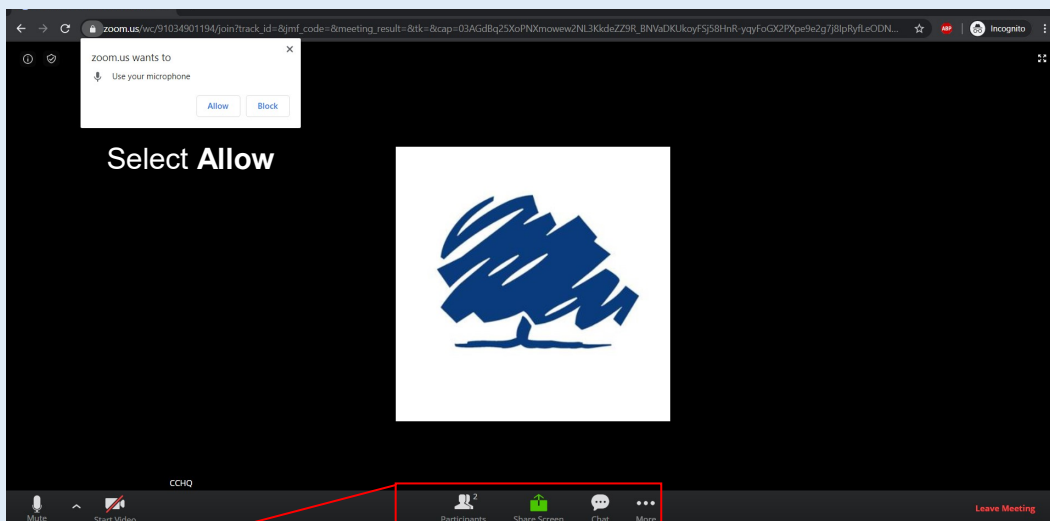 zoom.us/wc/91034901194/join?track_id=&jmf_code=&meeting_result=&tk=&cap=03AGdBq25XoPNXmowew2NL3KkdeZZ9R_BNVaDKUkoyFSj58HnR-yqyFoGX2PXpe9e2g7j8IpRyfLeODN...
ABP
Incognito
zoom.us wants to
Use your microphone
Allow
Block
Select Allow
CCHQ
2
Mute
Start Video
Participants
Share Screen
Chat
More
Leave Meeting